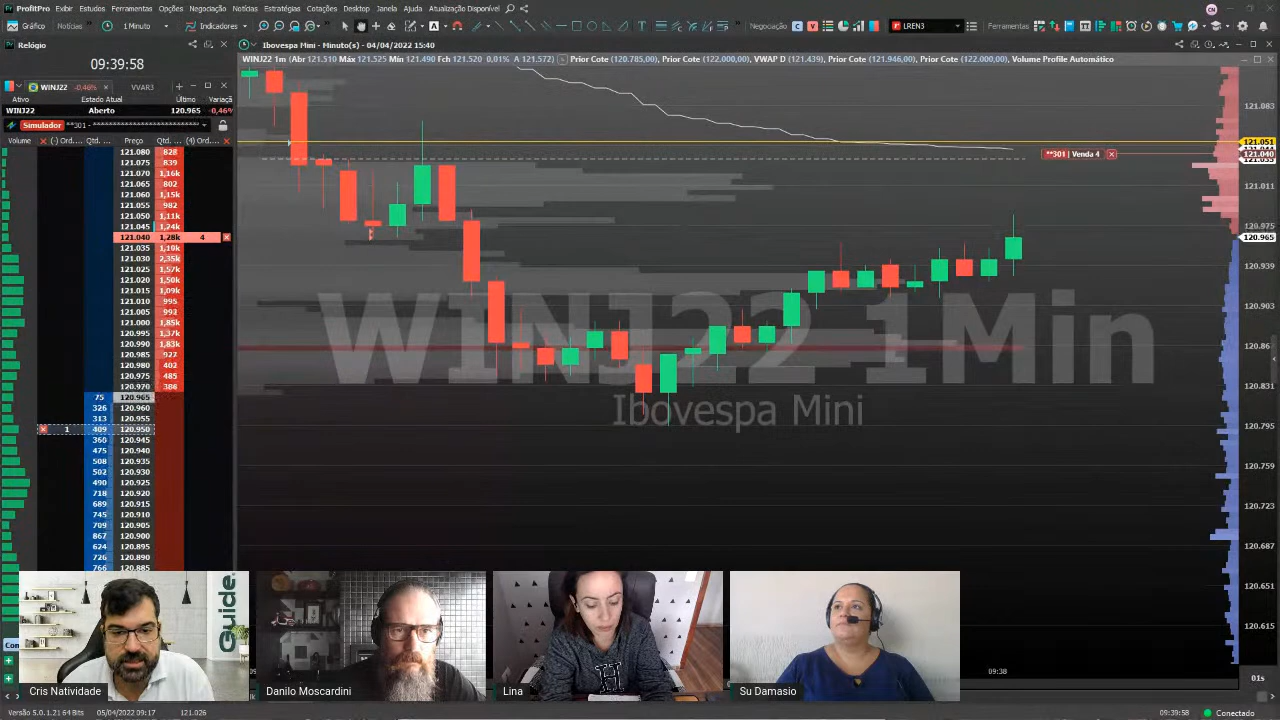 ProfitPro Exibir Listas Ferramentas Opções Negociação Notícias Estratégias Cotações Desktop Janela Ajuda Algoritmos Disponível
Gráfico Notícias 1 Minuto Indicadores Negociação C V LREN3 Ferramentas
Relógio
Ibovespa Mini - Minuto(s) - 04/04/2022 15:40
09:39:58
WINJ22 1m (Abr 121.510 Máx 121.525 Mín 121.490 Fch 121.520 0,01% A 121.572) Prior Cote (120.785,00) Prior Cote (122.000,00) VWAP D (121.439) Prior Cote (121.946,00) Prior Cote (122.000,00) Volume Profile Automático
WINJ22 -0,46% VVAR3
Ativo Estado Atual Último Variaçã
WINJ22 Aberto 120.965 -0,46%
Simulador **301 - ****************
Volume (-) Ord... Qtd. ... Preço Qtd. ... (4) Ord...
121.080 828
121.075 839
121.070 1,16k
121.065 802
121.060 1,15k
121.055 982
121.050 1,11k
121.045 1,24k
121.040 1,28k 4
121.035 1,19k
121.030 2,35k
121.025 1,57k
121.020 1,50k
121.015 1,45k
121.010 995
121.005 992
121.000 1,85k
120.995 1,37k
120.990 1,83k
120.985 927
120.980 402
120.975 485
120.970 386
75 120.965
326 120.960
313 120.955
1 409 120.950
360 120.945
475 120.940
508 120.935
502 120.930
490 120.925
718 120.920
689 120.915
745 120.910
709 120.905
867 120.900
624 120.895
726 120.890
766 120.885
**301 | Venda 4
121.083
121.051
121.040
121.011
120.975
120.965
120.939
120.903
120.831
120.795
120.759
120.723
120.687
120.651
120.615
WINJ22 1Min
Ibovespa Mini
Guide
Cris Natividade
Danilo Moscardini
H
Lina
Su Damasio
09:38
01s
Versão 5.0.1.21 64 Bits 05/04/2022 09:17 121.026 09:39:58 Conectado